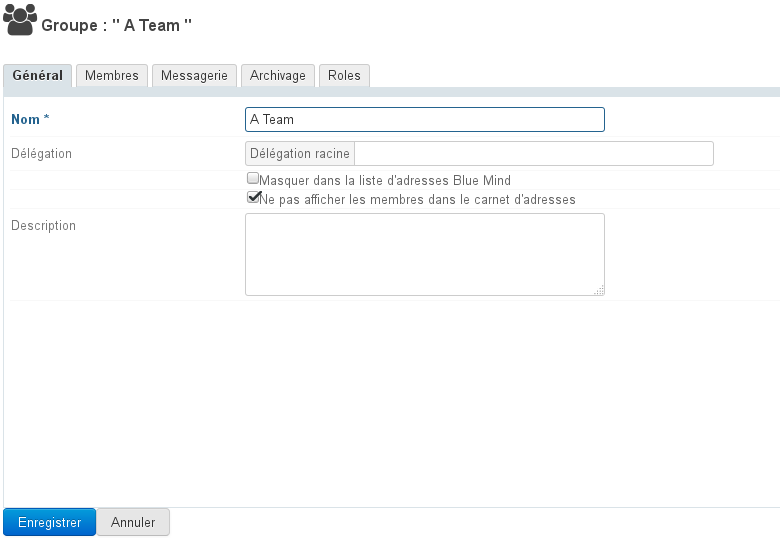 Groupe : " A Team "
Général Membres Messagerie Archivage Roles
Nom * A Team
Délégation Délégation racine
Masquer dans la liste d'adresses Blue Mind
Ne pas afficher les membres dans le carnet d'adresses
Description
Enregistrer Annuler